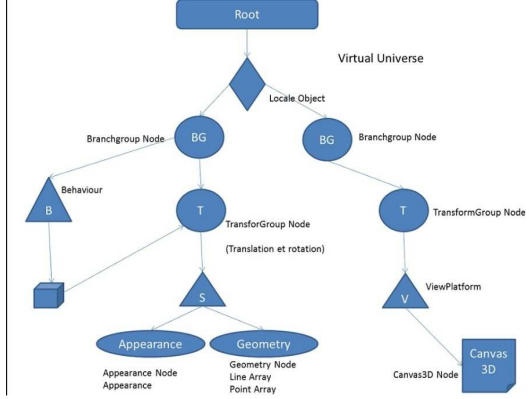 Root
Virtual Universe
Locale Object
Branchgroup Node
BG
BG
Branchgroup Node
Behaviour
B
T
TransforGroup Node
(Translation et rotation)
T
TransformGroup Node
S
V
ViewPlatform
Appearance
Geometry
Appearance Node
Appearance
Geometry Node
Line Array
Point Array
Canvas3D Node
Canvas
3D